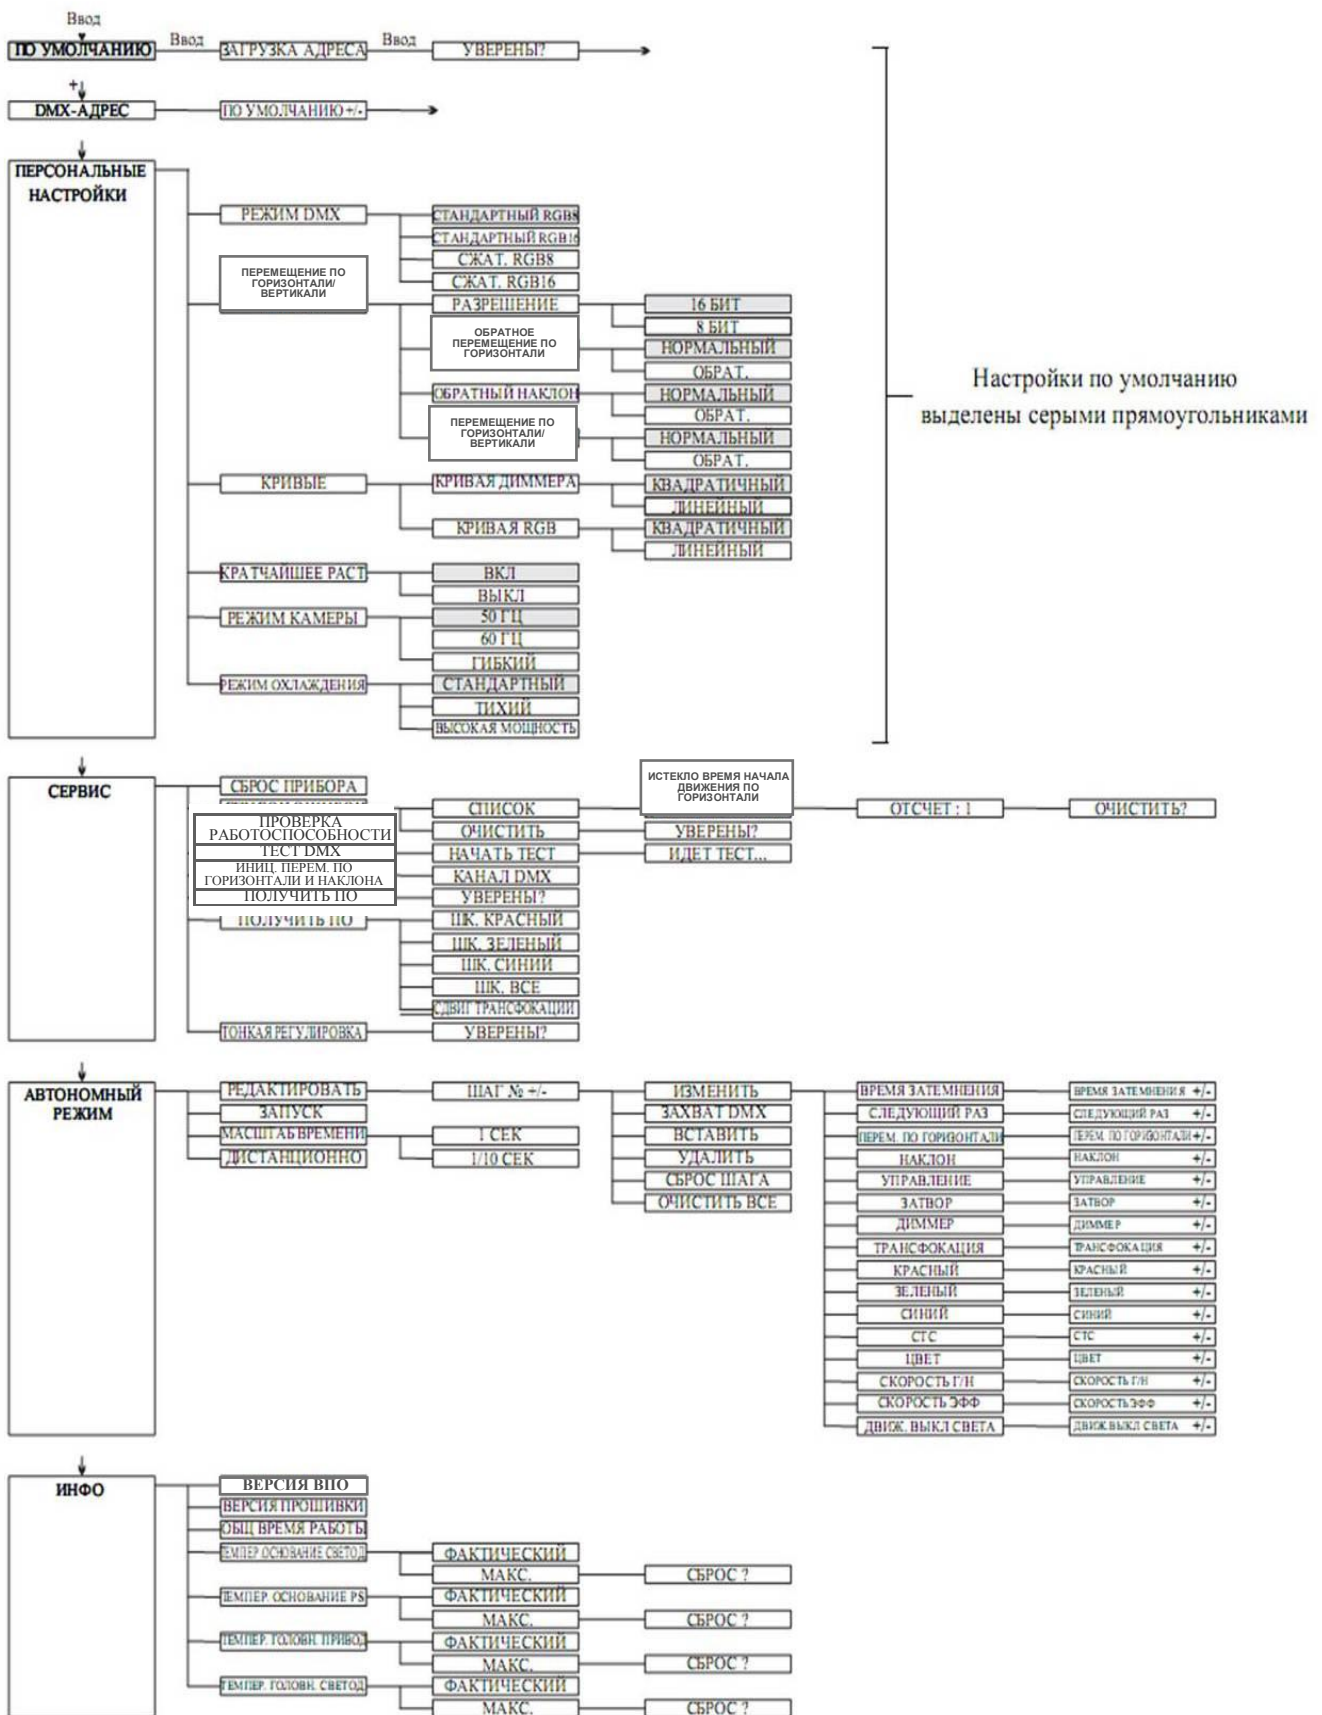 Ввод
ПО УМОЛЧАНИЮ Ввод ЗАГРУЗКА АДРЕСА Ввод УВЕРЕНЫ?
+
DMX-АДРЕС ПО УМОЛЧАНИЮ +/-
ПЕРСОНАЛЬНЫЕ
НАСТРОЙКИ
РЕЖИМ DMX СТАНДАРТНЫЙ RGB8
СТАНДАРТНЫЙ RGB16
СЖАТ. RGB8
СЖАТ. RGB16
ПЕРЕМЕЩЕНИЕ ПО
ГОРИЗОНТАЛИ/
ВЕРТИКАЛИ
РАЗРЕШЕНИЕ 16 БИТ
8 БИТ
ОБРАТНОЕ
ПЕРЕМЕЩЕНИЕ ПО
ГОРИЗОНТАЛИ
НОРМАЛЬНЫЙ
ОБРАТ.
ОБРАТНЫЙ НАКЛОН НОРМАЛЬНЫЙ
ОБРАТ.
ПЕРЕМЕЩЕНИЕ ПО
ГОРИЗОНТАЛИ/
ВЕРТИКАЛИ
НОРМАЛЬНЫЙ
ОБРАТ.
КРИВЫЕ КРИВАЯ ДИММЕРА КВАДРАТИЧНЫЙ
ЛИНЕЙНЫЙ
КРИВАЯ RGB КВАДРАТИЧНЫЙ
ЛИНЕЙНЫЙ
КРАТЧАЙШЕЕ РАСТ. ВКЛ
ВЫКЛ
РЕЖИМ КАМЕРЫ 50 ГЦ
60 ГЦ
ГИБКИЙ
РЕЖИМ ОХЛАЖДЕНИЯ СТАНДАРТНЫЙ
ТИХИЙ
ВЫСОКАЯ МОЩНОСТЬ
Настройки по умолчанию
выделены серыми прямоугольниками
СЕРВИС
СБРОС ПРИБОРА
СПИСОК
ИСТЕКЛО ВРЕМЯ НАЧАЛА
ДВИЖЕНИЯ ПО
ГОРИЗОНТАЛИ
ОТСЧЕТ : 1 ОЧИСТИТЬ?
ОЧИСТИТЬ УВЕРЕНЫ?
ПРОВЕРКА
РАБОТОСПОСОБНОСТИ
НАЧАТЬ ТЕСТ ИДЕТ ТЕСТ...
ТЕСТ DMX
КАНАЛ DMX
ИНИЦ. ПЕРЕМ. ПО
ГОРИЗОНТАЛИ И НАКЛОНА
УВЕРЕНЫ?
ПОЛУЧИТЬ ПО
ПОЛУЧИТЬ ПО ШК. КРАСНЫЙ
ШК. ЗЕЛЕНЫЙ
ШК. СИНИЙ
ШК. ВСЕ
СДВИГ ТРАНСФОКАЦИИ
ТОНКАЯ РЕГУЛИРОВКА УВЕРЕНЫ?
АВТОНОМНЫЙ
РЕЖИМ
РЕДАКТИРОВАТЬ ШАГ № +/- ИЗМЕНИТЬ ВРЕМЯ ЗАТЕМНЕНИЯ ВРЕМЯ ЗАТЕМНЕНИЯ +/-
ЗАПУСК ЗАХВАТ DMX СЛЕДУЮЩИЙ РАЗ СЛЕДУЮЩИЙ РАЗ +/-
МАСШТАБ ВРЕМЕНИ 1 СЕК ВСТАВИТЬ ПЕРЕМ. ПО ГОРИЗОНТАЛИ ПЕРЕМ. ПО ГОРИЗОНТАЛИ +/-
ДИСТАНЦИОННО 1/10 СЕК УДАЛИТЬ НАКЛОН НАКЛОН +/-
СБРОС ШАГА УПРАВЛЕНИЕ УПРАВЛЕНИЕ +/-
ОЧИСТИТЬ ВСЕ ЗАТВОР ЗАТВОР +/-
ДИММЕР ДИММЕР +/-
ТРАНСФОКАЦИЯ ТРАНСФОКАЦИЯ +/-
КРАСНЫЙ КРАСНЫЙ +/-
ЗЕЛЕНЫЙ ЗЕЛЕНЫЙ +/-
СИНИЙ СИНИЙ +/-
СТС СТС +/-
ЦВЕТ ЦВЕТ +/-
СКОРОСТЬ Г/Н СКОРОСТЬ Г/Н +/-
СКОРОСТЬ ЭФФ СКОРОСТЬ ЭФФ +/-
ДВИЖ. ВЫКЛ СВЕТА ДВИЖ. ВЫКЛ СВЕТА +/-
ИНФО
ВЕРСИЯ ВПО
ВЕРСИЯ ПРОШИВКИ
ОБЩ ВРЕМЯ РАБОТЫ
ТЕМПЕР. ОСНОВАНИЕ СВЕТОД ФАКТИЧЕСКИЙ
МАКС. СБРОС ?
ТЕМПЕР. ОСНОВАНИЕ PS ФАКТИЧЕСКИЙ
МАКС. СБРОС ?
ТЕМПЕР. ГОЛОВН. ПРИВОД ФАКТИЧЕСКИЙ
МАКС. СБРОС ?
ТЕМПЕР. ГОЛОВН. СВЕТОД. ФАКТИЧЕСКИЙ
МАКС. СБРОС ?